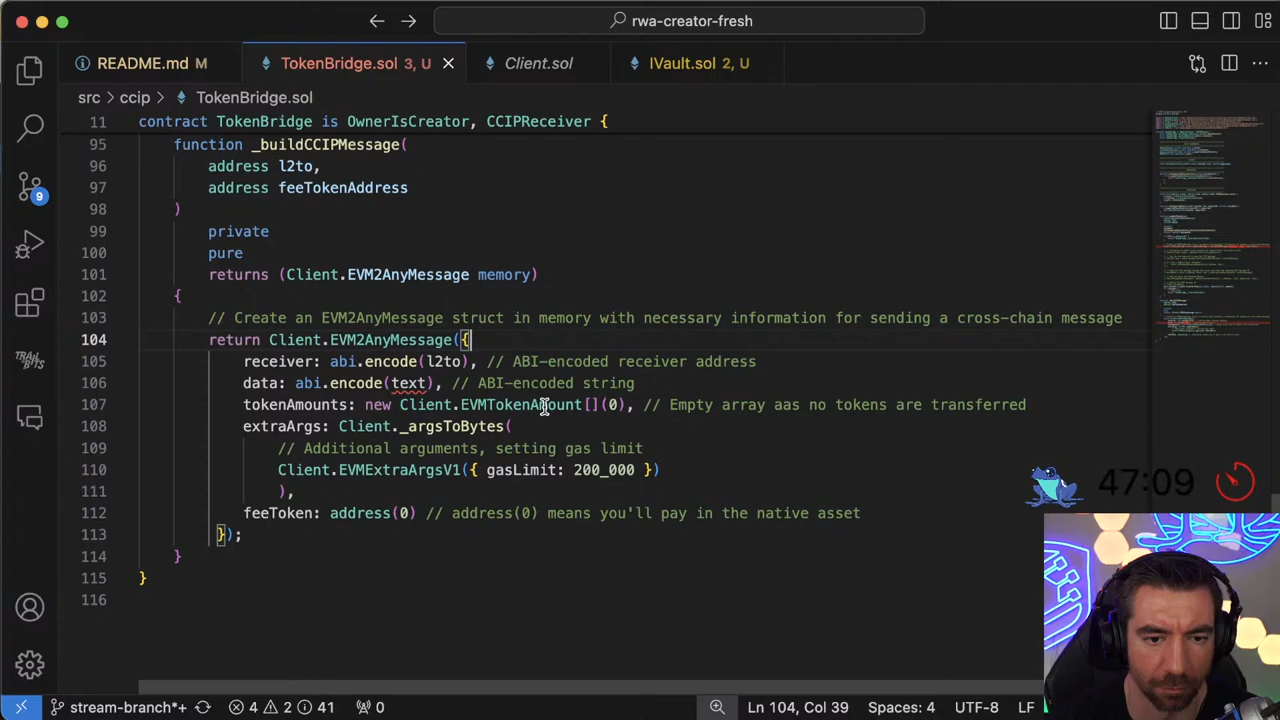 rwa-creator-fresh
README.md M
TokenBridge.sol 3, U
Client.sol
IVault.sol 2, U
src > ccip > TokenBridge.sol
11 contract TokenBridge is OwnerIsCreator, CCIPReceiver {
95 function _buildCCIPMessage(
96 address l2to,
97 address feeTokenAddress
98 )
99 private
100 pure
101 returns (Client.EVM2AnyMessage memory)
102 {
103 // Create an EVM2AnyMessage struct in memory with necessary information for sending a cross-chain message
104 return Client.EVM2AnyMessage({
105 receiver: abi.encode(l2to), // ABI-encoded receiver address
106 data: abi.encode(text), // ABI-encoded string
107 tokenAmounts: new Client.EVMTokenAmount[](0), // Empty array aas no tokens are transferred
108 extraArgs: Client._argsToBytes(
109 // Additional arguments, setting gas limit
110 Client.EVMExtraArgsV1({ gasLimit: 200_000 })
111 ),
112 feeToken: address(0) // address(0) means you'll pay in the native asset
113 });
114 }
115 }
116
9
TRAIL OF BITS
47:09
stream-branch*+ 4 2 41 0 Ln 104, Col 39 Spaces: 4 UTF-8 LF